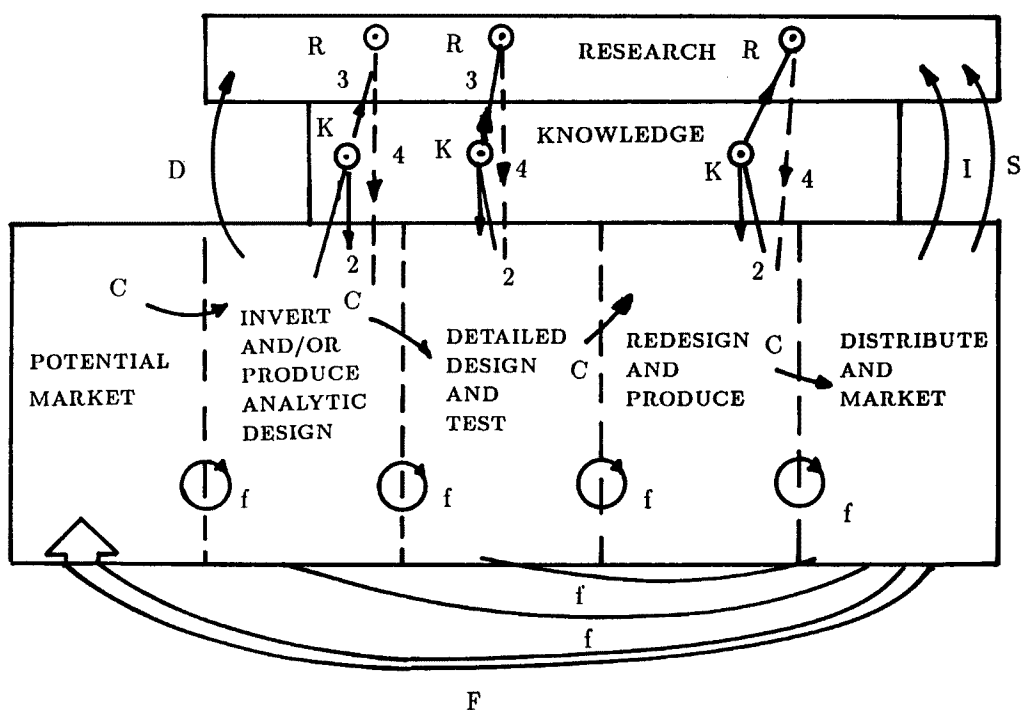 R
R
RESEARCH
R
3
3
K
K
KNOWLEDGE
K
D
4
4
4
I
S
2
2
2
C
C
C
C
POTENTIAL
MARKET
INVERT
AND/OR
PRODUCE
ANALYTIC
DESIGN
DETAILED
DESIGN
AND
TEST
REDESIGN
AND
PRODUCE
DISTRIBUTE
AND
MARKET
f
f
f
f
f
f
F